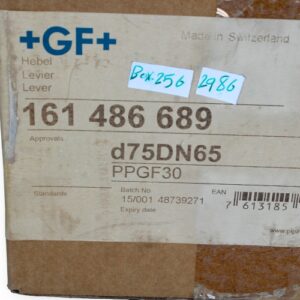 +GF+
Made in Switzerland
Hebel
Levier
Lever
Box.256
2986
161 486 689
Approvals
d75DN65
PPGF30
Standards
Batch No
EAN
15/001 48739271
Expiry date
7 613185